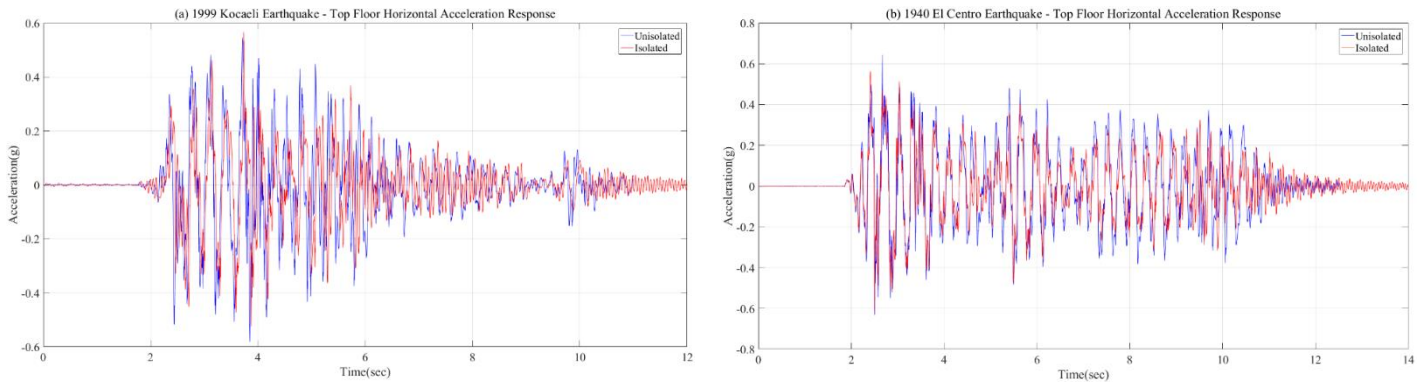 (a) 1999 Kocaeli Earthquake - Top Floor Horizontal Acceleration Response
Unisolated
Isolated
0.6
0.4
0.2
0
-0.2
-0.4
-0.6
Acceleration(g)
0 2 4 6 8 10 12
Time(sec)
(b) 1940 El Centro Earthquake - Top Floor Horizontal Acceleration Response
Unisolated
Isolated
0.8
0.6
0.4
0.2
0
-0.2
-0.4
-0.6
-0.8
Acceleration(g)
0 2 4 6 8 10 12 14
Time(sec)